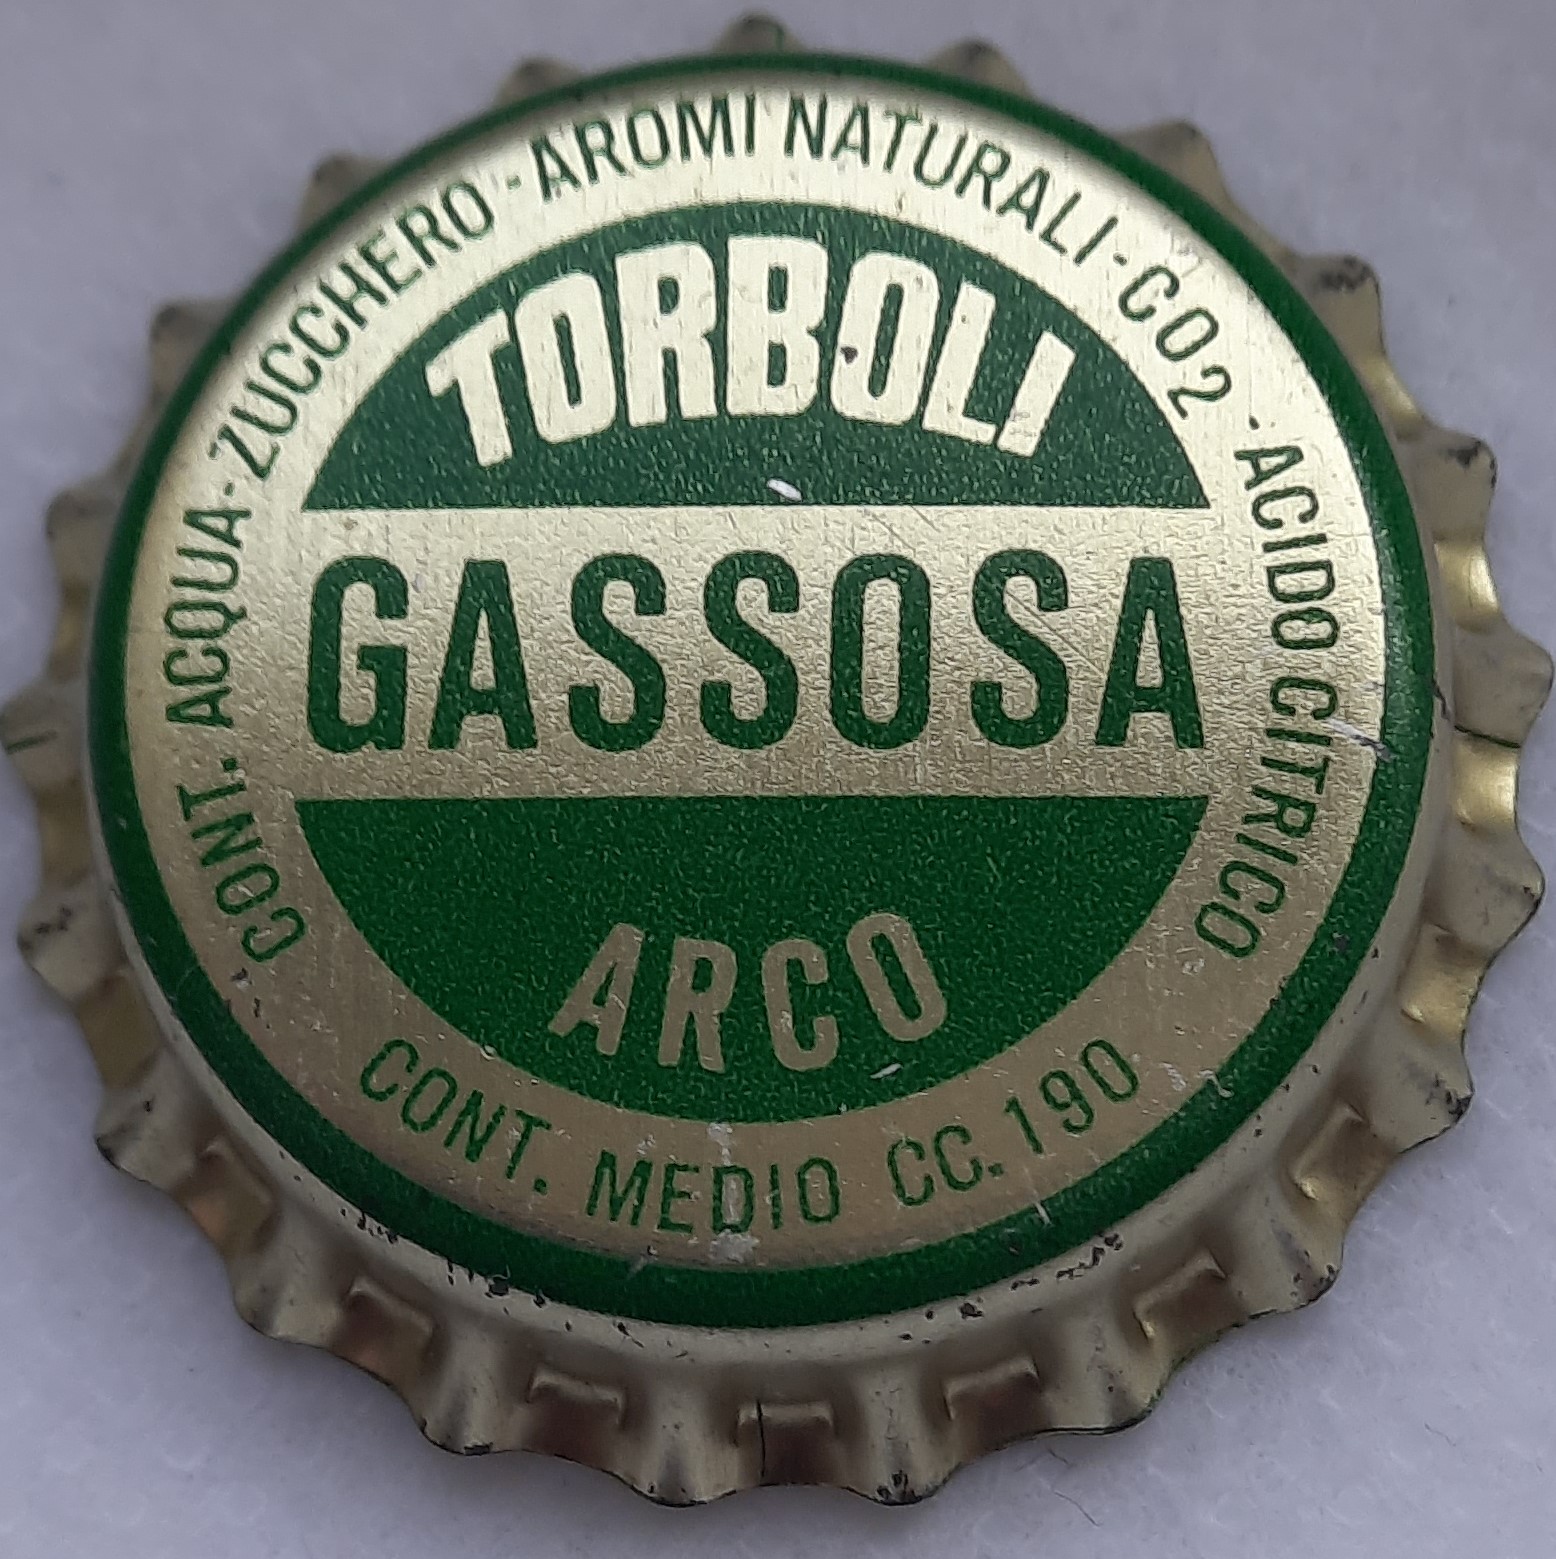 CONT. ACQUA - ZUCCHERO - AROMI NATURALI - CO2 - ACIDO CITRICO
TORBOLI
GASSOSA
ARCO
CONT. MEDIO CC. 190